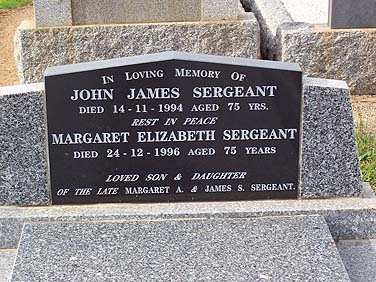 In Loving Memory Of
JOHN JAMES SERGEANT
DIED 14-11-1994 AGED 75 YRS.
REST IN PEACE
MARGARET ELIZABETH SERGEANT
DIED 24-12-1996 AGED 75 YEARS
LOVED SON & DAUGHTER
OF THE LATE MARGARET A. & JAMES S. SERGEANT.